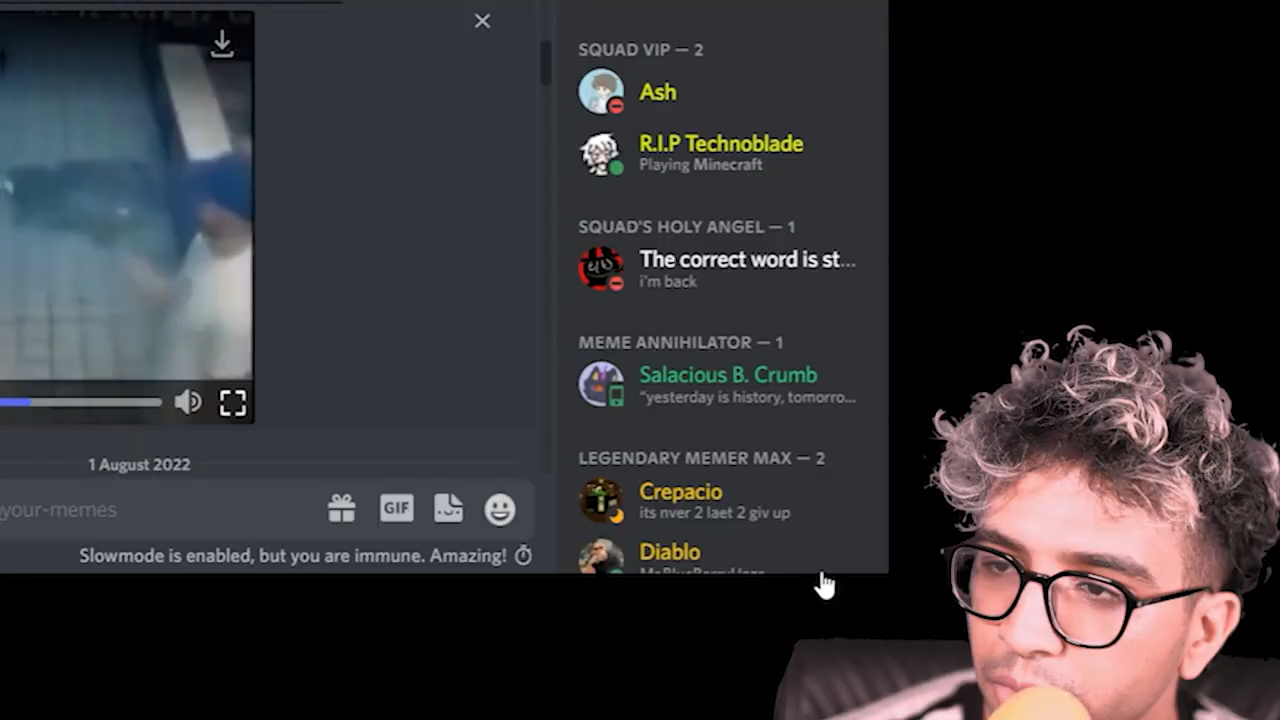 SQUAD VIP — 2
Ash
R.I.P Technoblade
Playing Minecraft
SQUAD'S HOLY ANGEL — 1
The correct word is st...
i'm back
MEME ANNIHILATOR — 1
Salacious B. Crumb
"yesterday is history, tomorro...
1 August 2022
LEGENDARY MEMER MAX — 2
Crepacio
its nver 2 laet 2 giv up
your-memes
GIF
Slowmode is enabled, but you are immune. Amazing!
Diablo